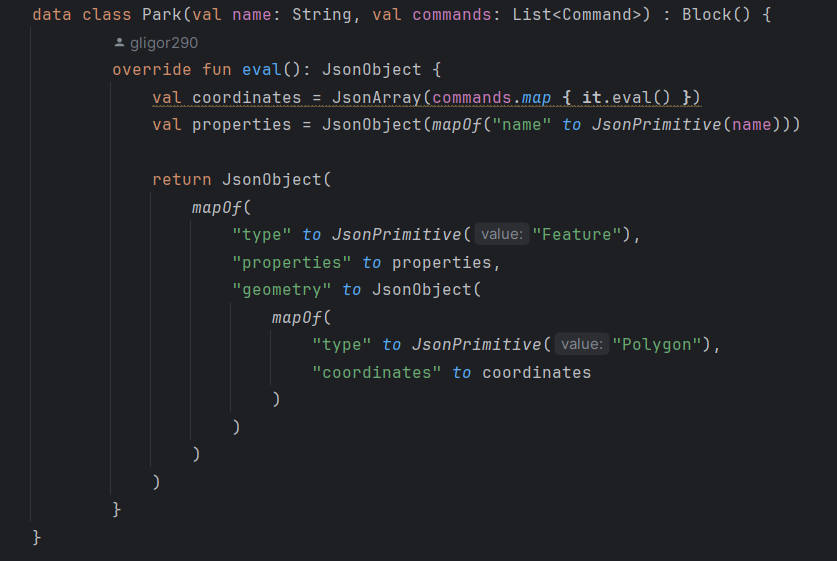 data class Park(val name: String, val commands: List<Command>) : Block() {
gligor290
override fun eval(): JsonObject {
val coordinates = JsonArray(commands.map { it.eval() })
val properties = JsonObject(mapOf("name" to JsonPrimitive(name)))
return JsonObject(
mapOf(
"type" to JsonPrimitive( value: "Feature"),
"properties" to properties,
"geometry" to JsonObject(
mapOf(
"type" to JsonPrimitive( value: "Polygon"),
"coordinates" to coordinates
)
)
)
)
}
}